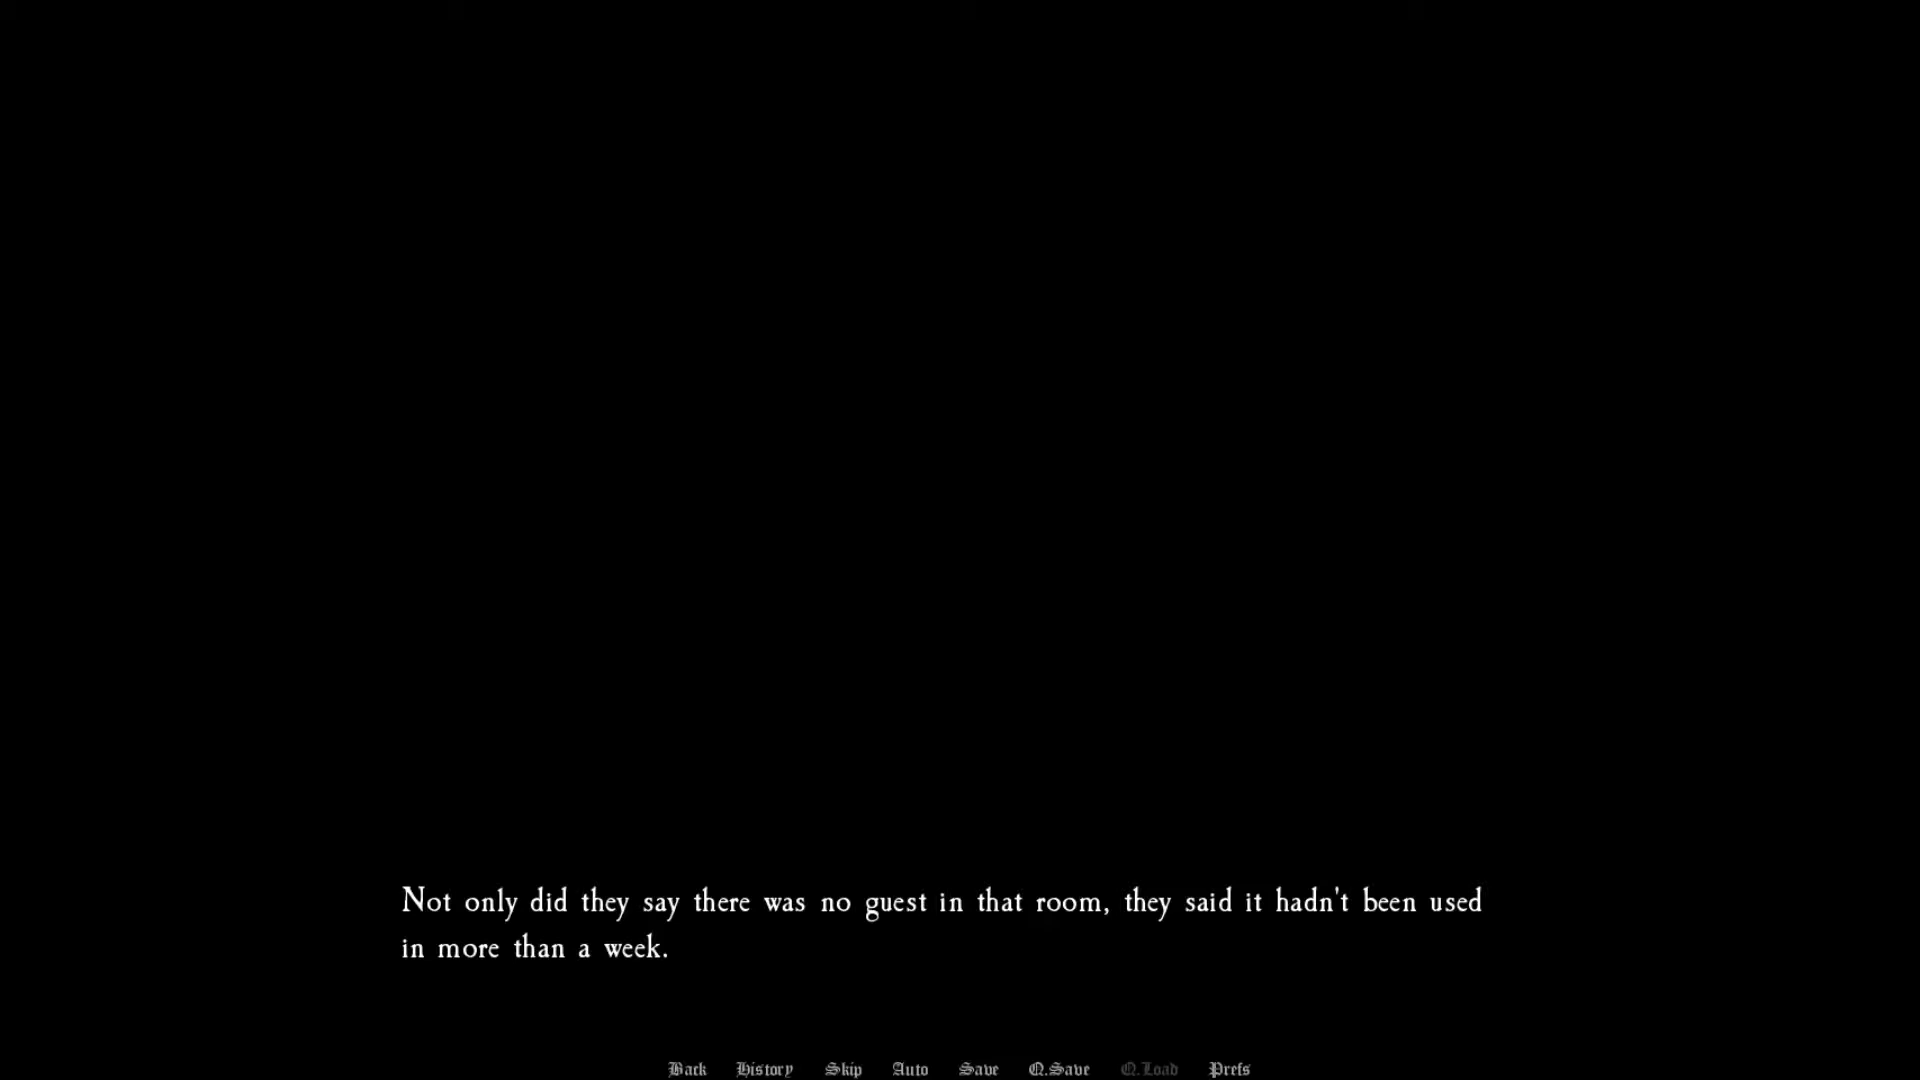 Not only did they say there was no guest in that room, they said it hadn't been used
in more than a week.
Back History Skip Auto Save Q.Save Q.Load Prefs